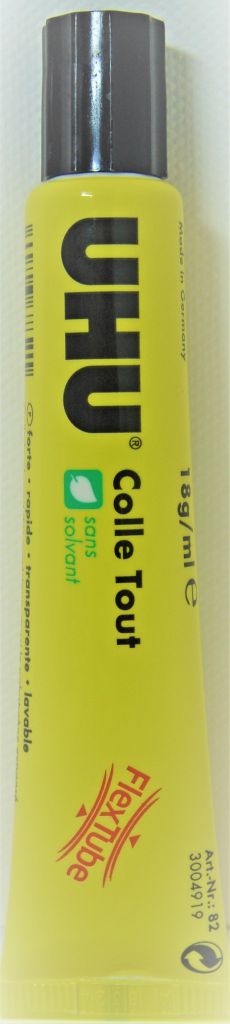 Made in Germany
18g/ml ℮
UHU®
Colle Tout
sans
solvant
FlexTube
Art.-Nr.: 82
3004919
F forte • rapide • transparente • lavable